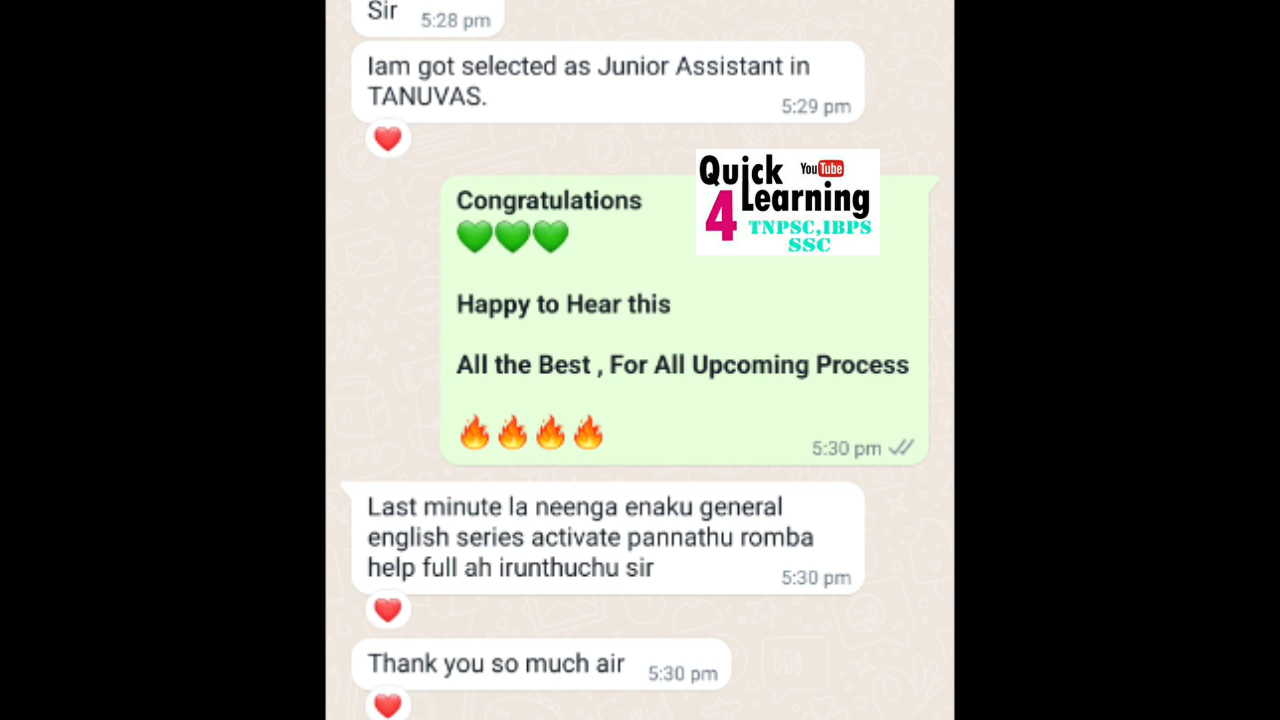 Sir
5:28 pm
Iam got selected as Junior Assistant in
TANUVAS.
5:29 pm
Quick YouTube
4 Learning
TNPSC,IBPS
SSC
Congratulations
💚💚💚
Happy to Hear this
All the Best , For All Upcoming Process
🔥🔥🔥🔥
5:30 pm
Last minute la neenga enaku general
english series activate pannathu romba
help full ah irunthuchu sir
5:30 pm
Thank you so much air
5:30 pm